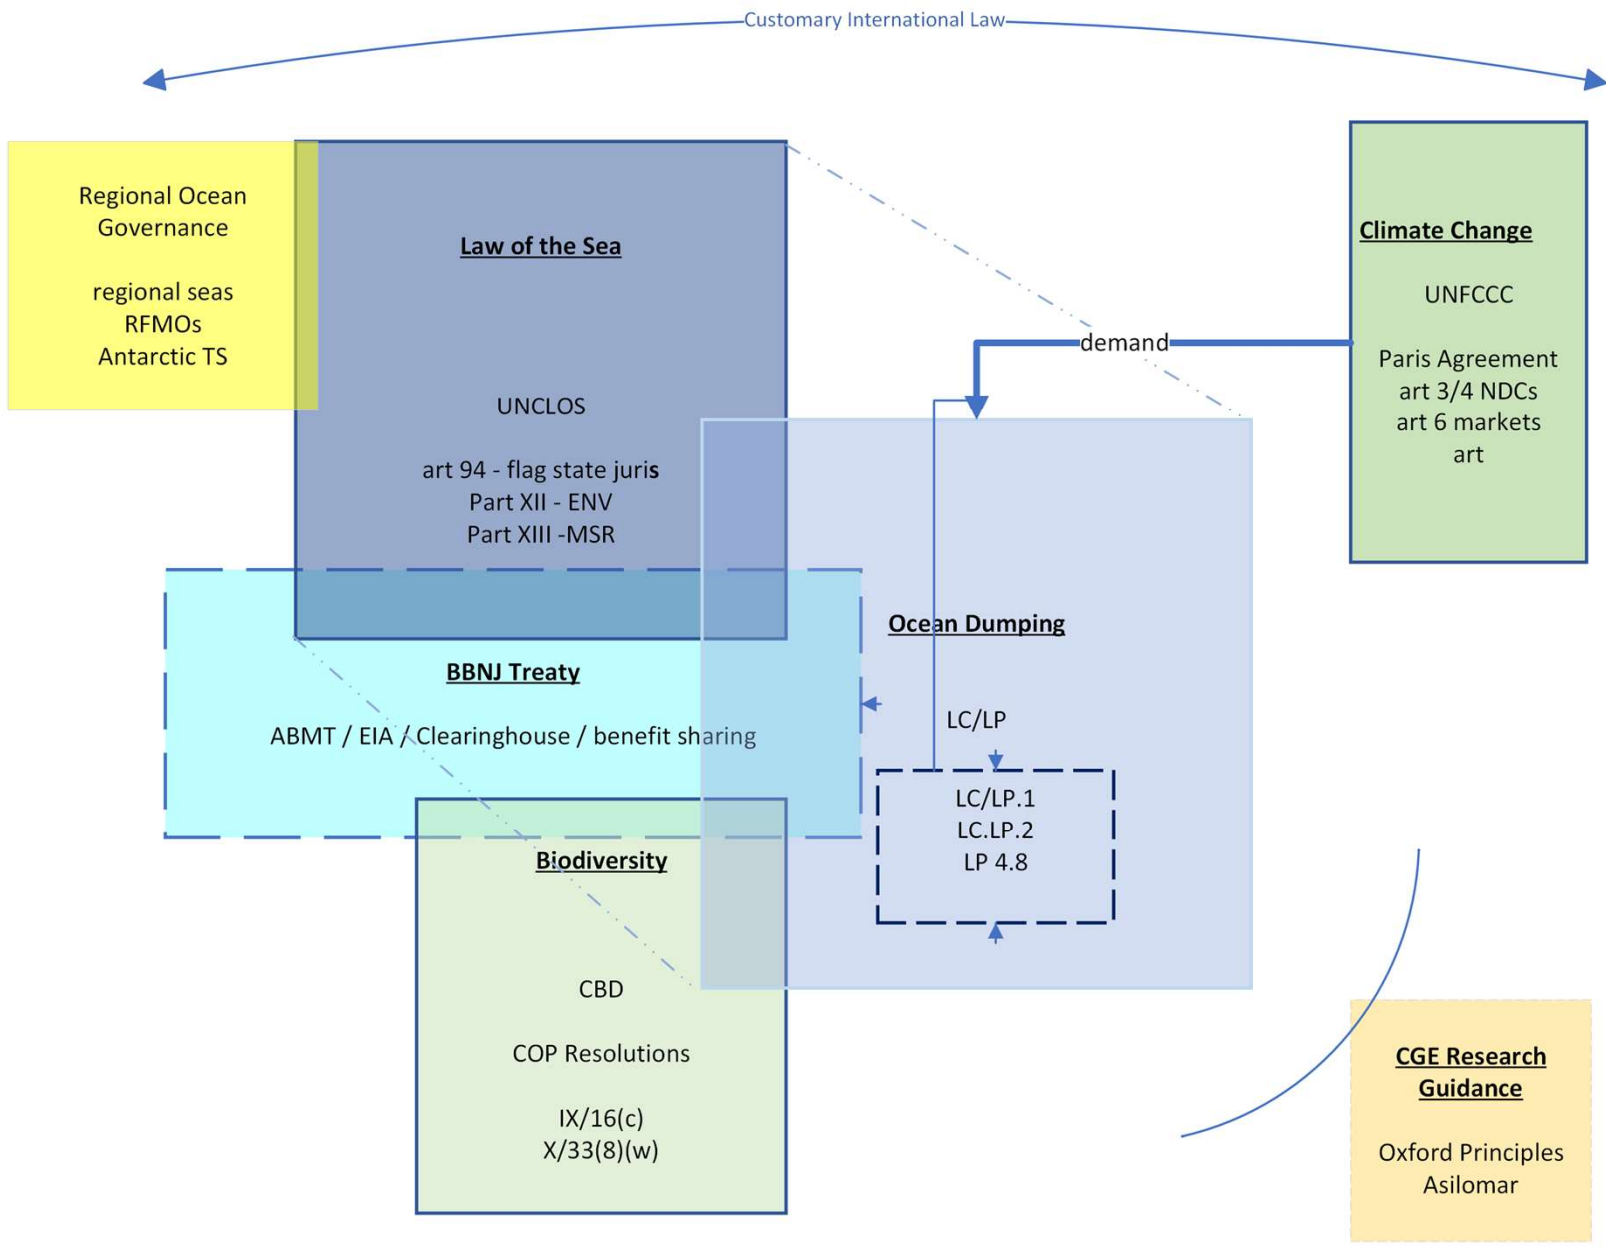 Customary International Law
Regional Ocean
Governance
regional seas
RFMOs
Antarctic TS
Law of the Sea
UNCLOS
art 94 - flag state juris
Part XII - ENV
Part XIII -MSR
Climate Change
UNFCCC
Paris Agreement
art 3/4 NDCs
art 6 markets
art
demand
BBNJ Treaty
ABMT / EIA / Clearinghouse / benefit sharing
Ocean Dumping
LC/LP
LC/LP.1
LC.LP.2
LP 4.8
Biodiversity
CBD
COP Resolutions
IX/16(c)
X/33(8)(w)
CGE Research
Guidance
Oxford Principles
Asilomar